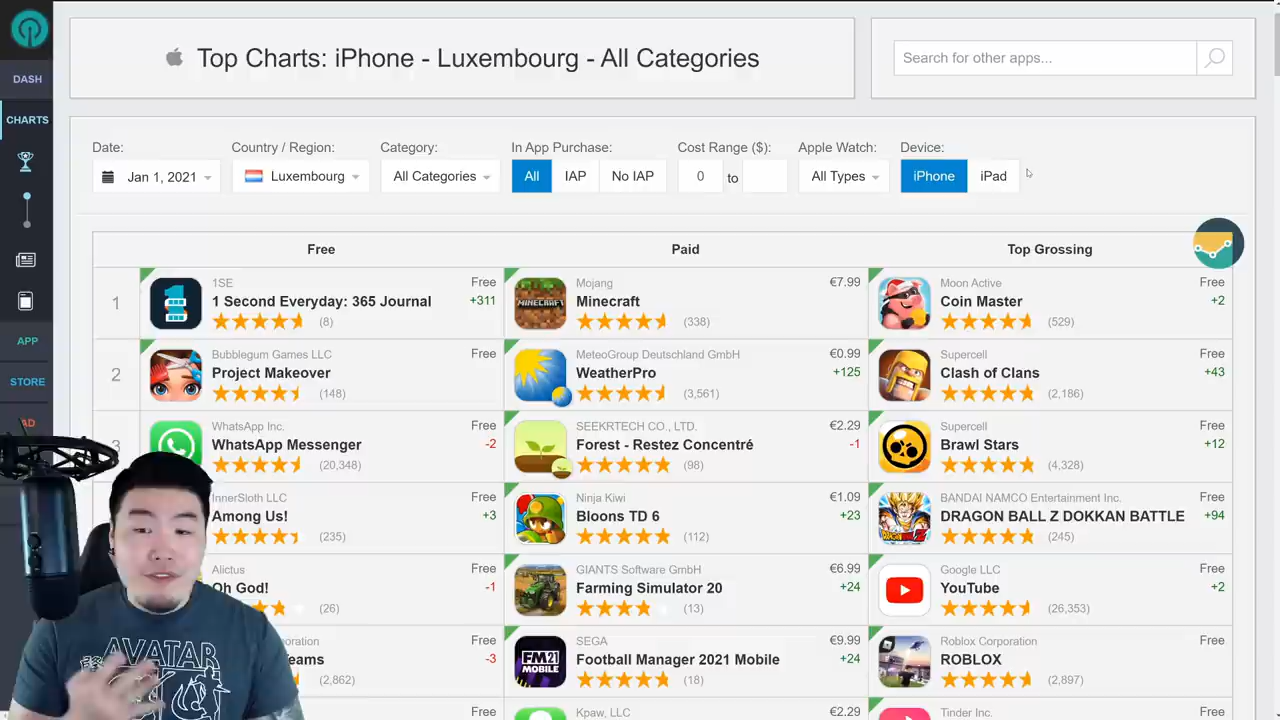 Top Charts: iPhone - Luxembourg - All Categories
Search for other apps...
DASH
CHARTS
APP
STORE
AD
Date:
Country / Region:
Category:
In App Purchase:
Cost Range ($):
Apple Watch:
Device:
Jan 1, 2021
Luxembourg
All Categories
All
IAP
No IAP
0
to
All Types
iPhone
iPad
Free
Paid
Top Grossing
1
1SE
Free
1 Second Everyday: 365 Journal
+311
(8)
Mojang
€7.99
MINECRAFT
Minecraft
(338)
Moon Active
Free
Coin Master
+2
(529)
2
Bubblegum Games LLC
Free
Project Makeover
(148)
MeteoGroup Deutschland GmbH
€0.99
WeatherPro
+125
(3,561)
Supercell
Free
Clash of Clans
+43
(2,186)
3
WhatsApp Inc.
Free
WhatsApp Messenger
-2
(20,348)
SEEKRTECH CO., LTD.
€2.29
Forest - Restez Concentré
-1
(98)
Supercell
Free
Brawl Stars
+12
(4,328)
InnerSloth LLC
Free
Among Us!
+3
(235)
Ninja Kiwi
€1.09
Bloons TD 6
+23
(112)
BANDAI NAMCO Entertainment Inc.
Free
DRAGON BALL Z DOKKAN BATTLE
+94
(245)
Alictus
Free
Oh God!
-1
(26)
GIANTS Software GmbH
€6.99
Farming Simulator 20
+24
(13)
Google LLC
Free
YouTube
+2
(26,353)
Free
-3
(2,862)
SEGA
€9.99
FM21
MOBILE
Football Manager 2021 Mobile
+24
(18)
Roblox Corporation
Free
ROBLOX
(2,897)
Free
Kpaw, LLC
€2.29
Tinder Inc.
Free
AVATAR